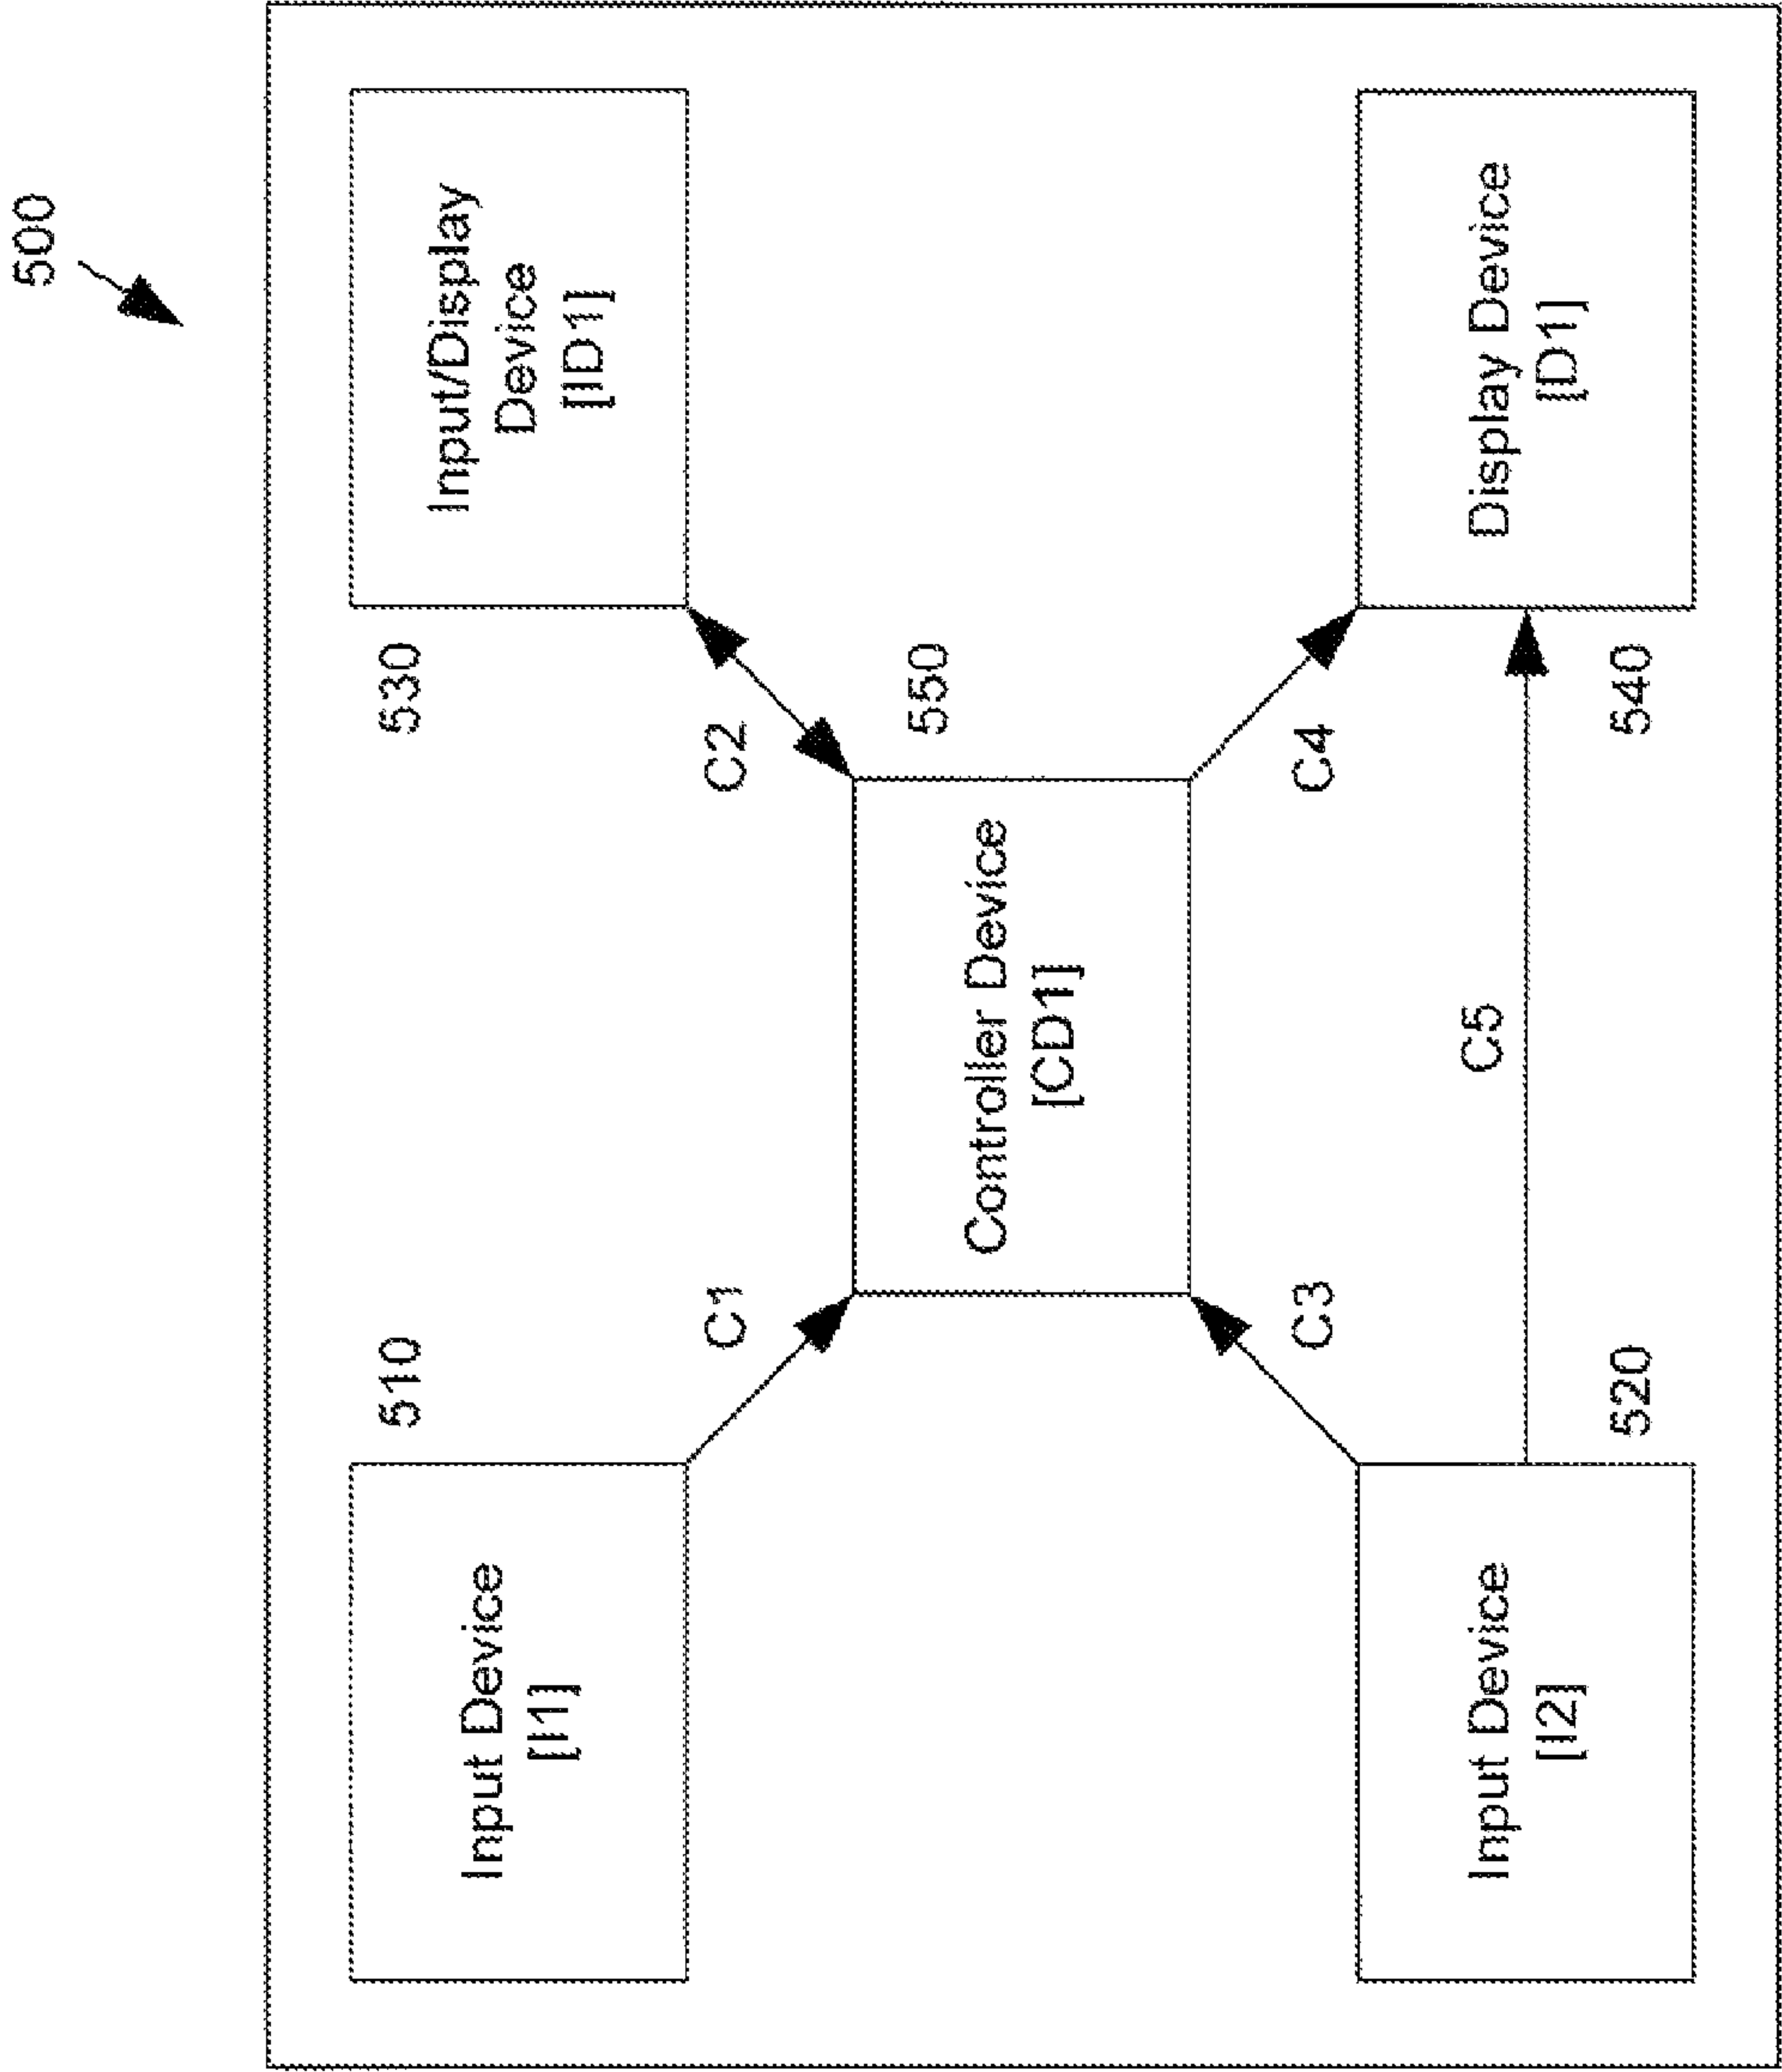 500
Input Device
[I1]
510
C1
Input/Display
Device
[ID1]
530
C2
Controller Device
[CD1]
550
Input Device
[I2]
520
C3
Display Device
[D1]
540
C4
C5